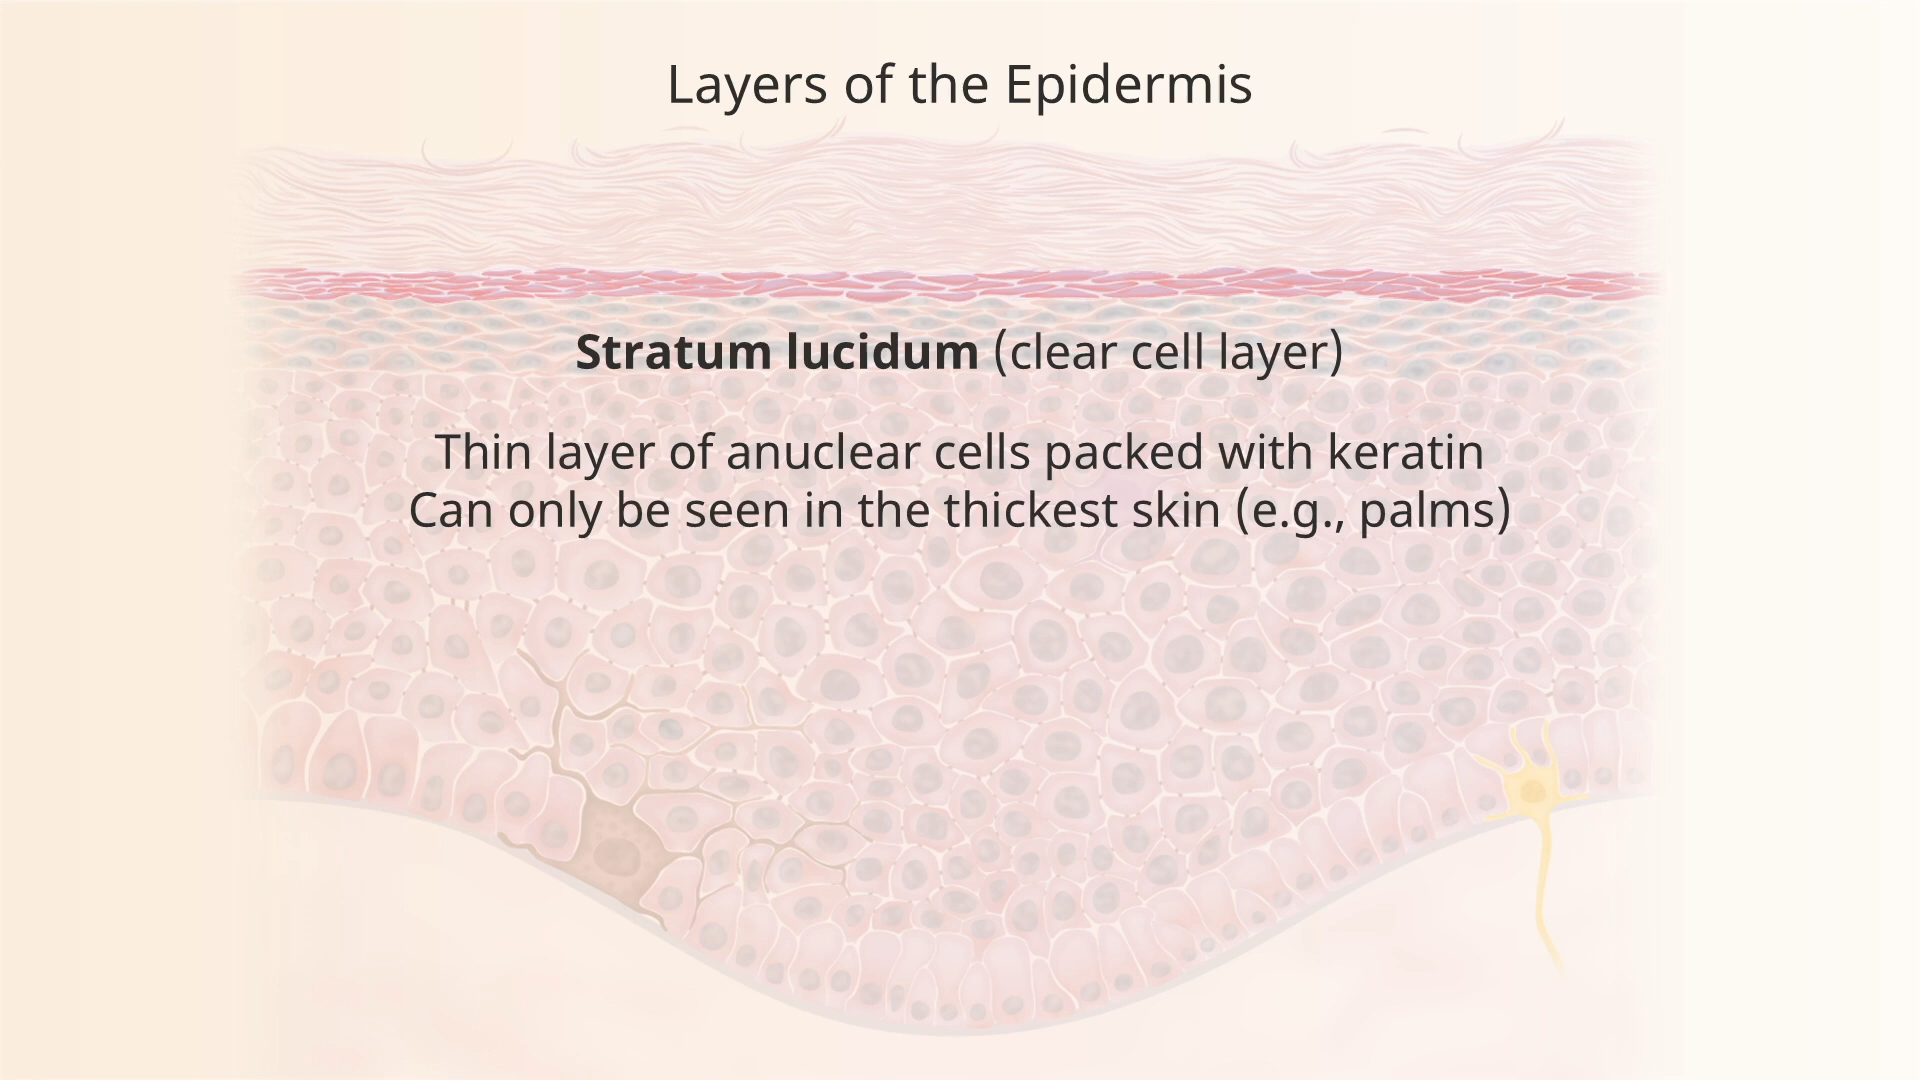 Layers of the Epidermis
Stratum lucidum (clear cell layer)
Thin layer of anuclear cells packed with keratin
Can only be seen in the thickest skin (e.g., palms)